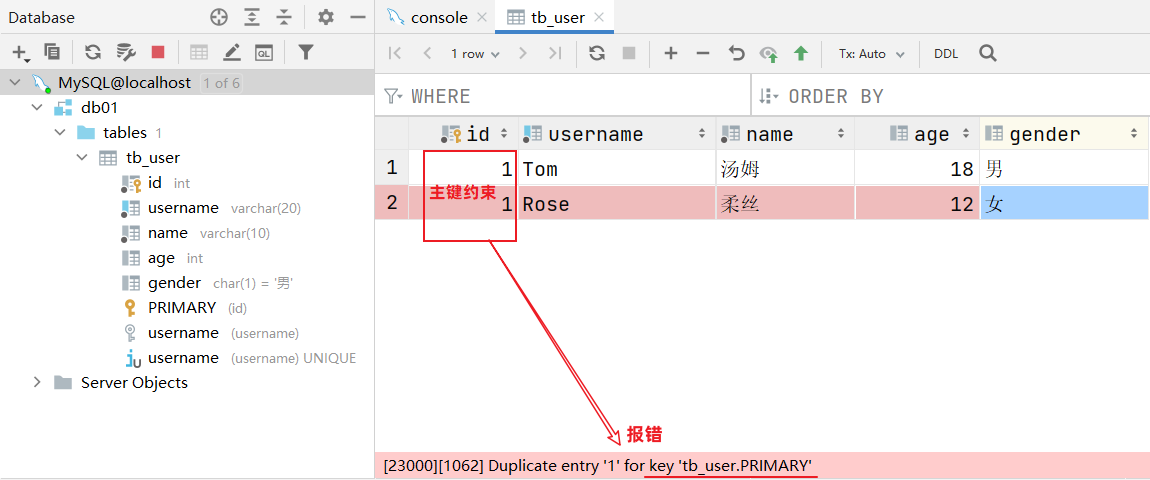 Database
console
tb_user
1 row
Tx: Auto
DDL
MySQL@localhost 1 of 6
db01
tables 1
tb_user
id int
username varchar(20)
name varchar(10)
age int
gender char(1) = '男'
PRIMARY (id)
username (username)
username (username) UNIQUE
Server Objects
WHERE
ORDER BY
id username name age gender
1 1 Tom 汤姆 18 男
主键约束
2 1 Rose 柔丝 12 女
报错
[23000][1062] Duplicate entry '1' for key 'tb_user.PRIMARY'